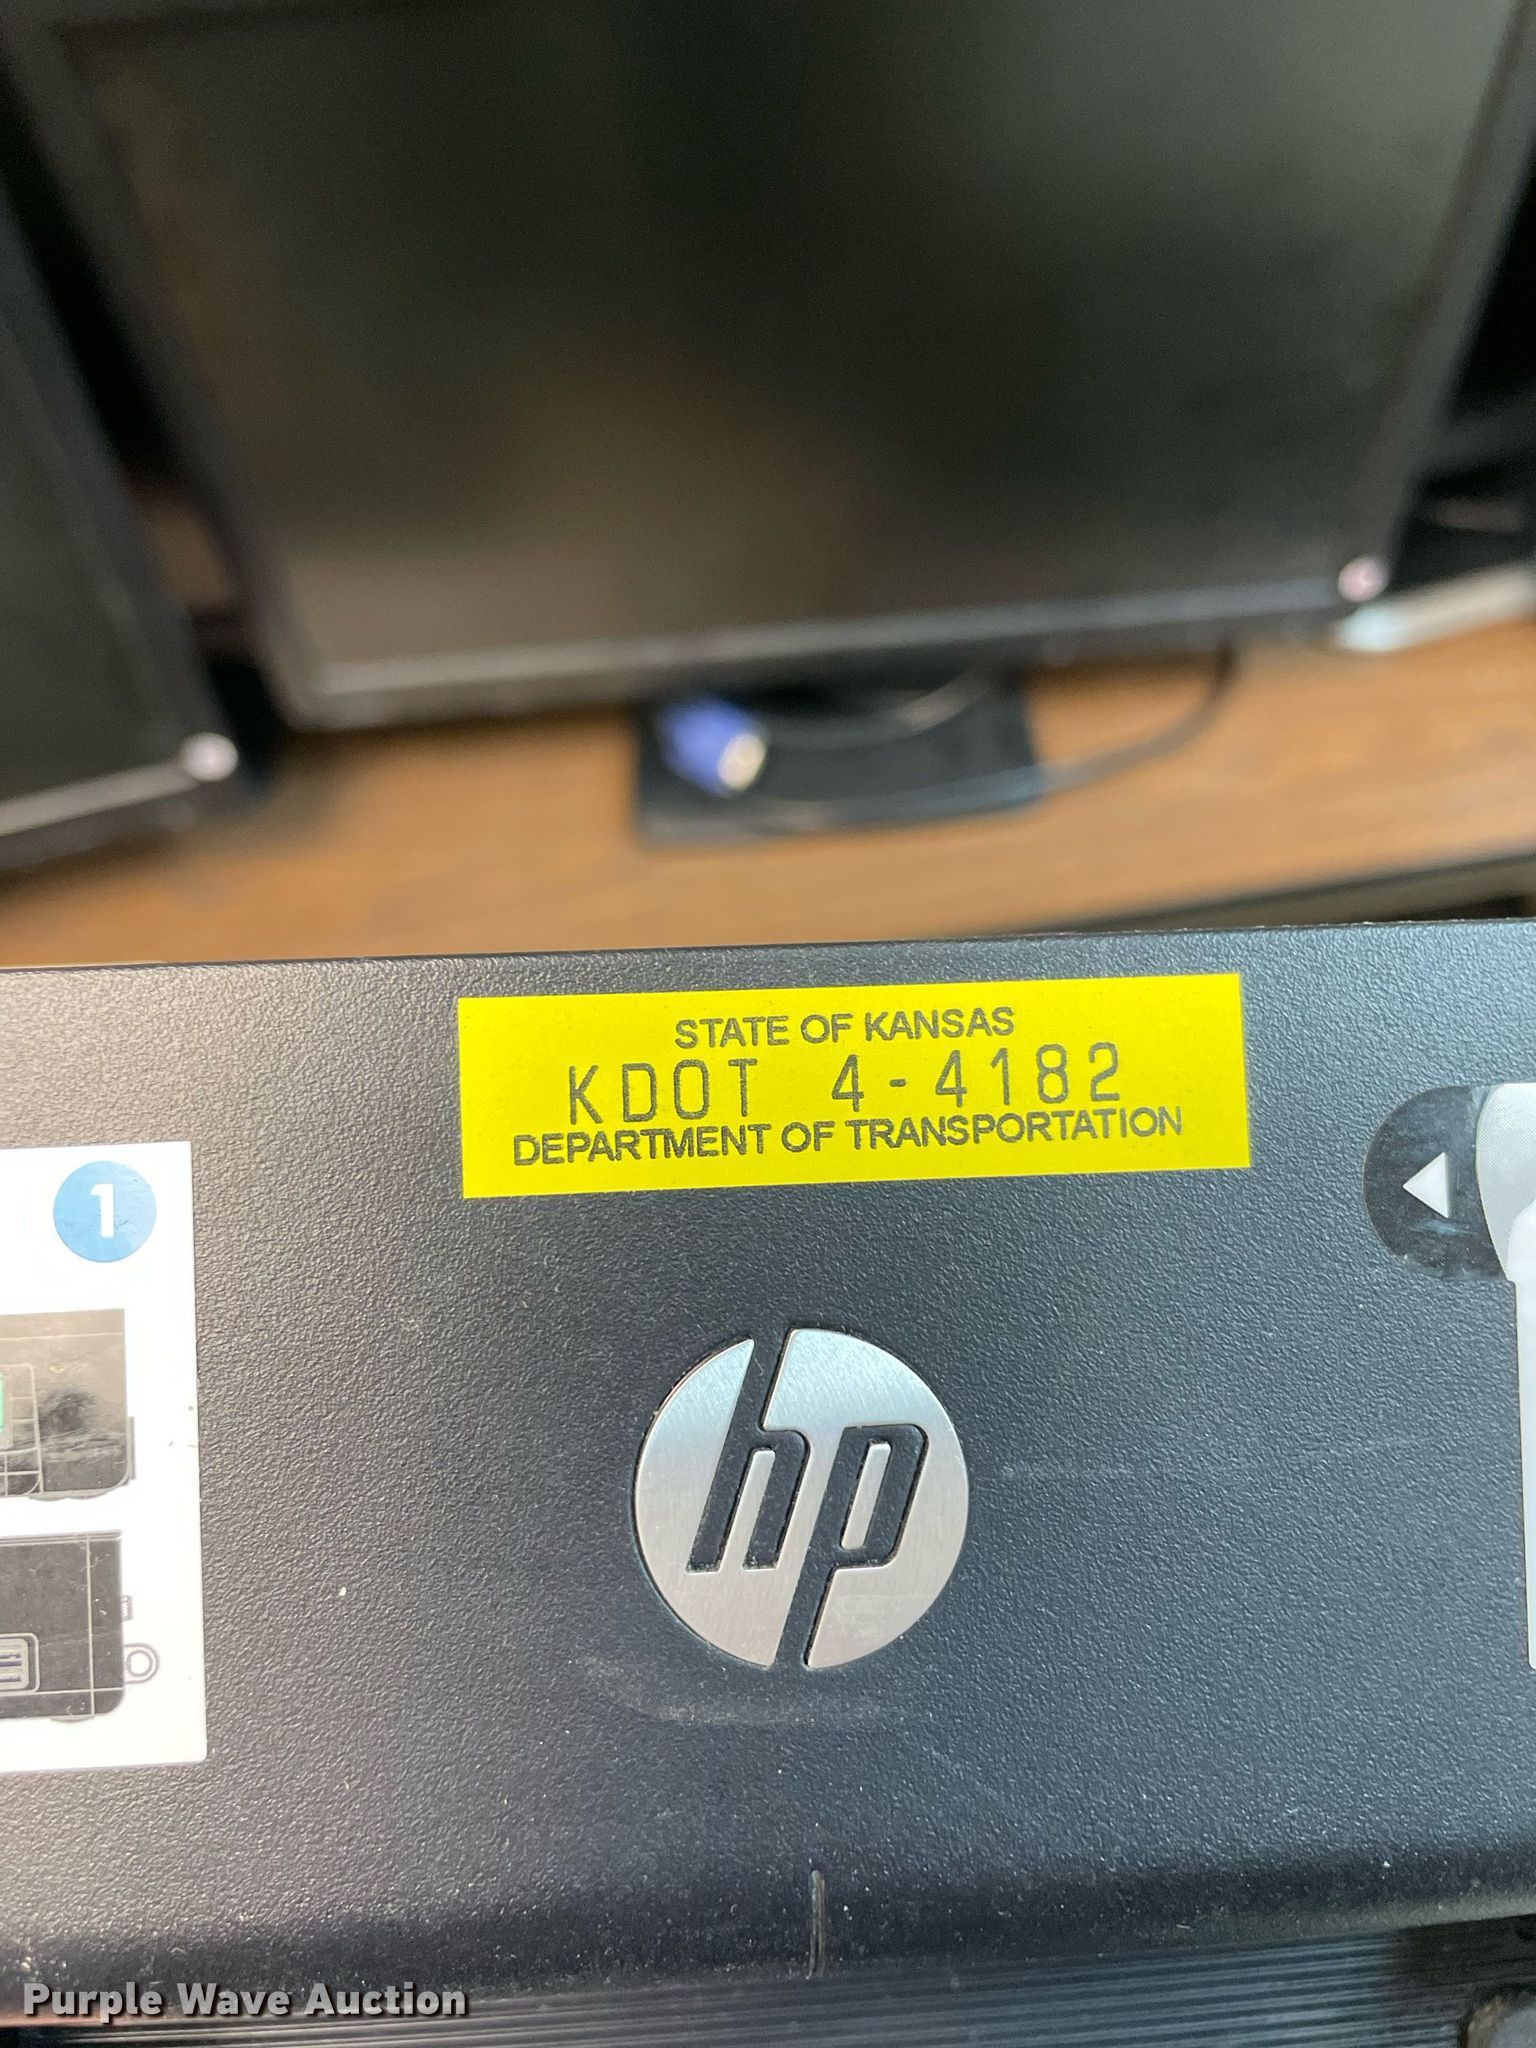 STATE OF KANSAS
KDOT 4-4182
DEPARTMENT OF TRANSPORTATION
1
hp
Purple Wave Auction